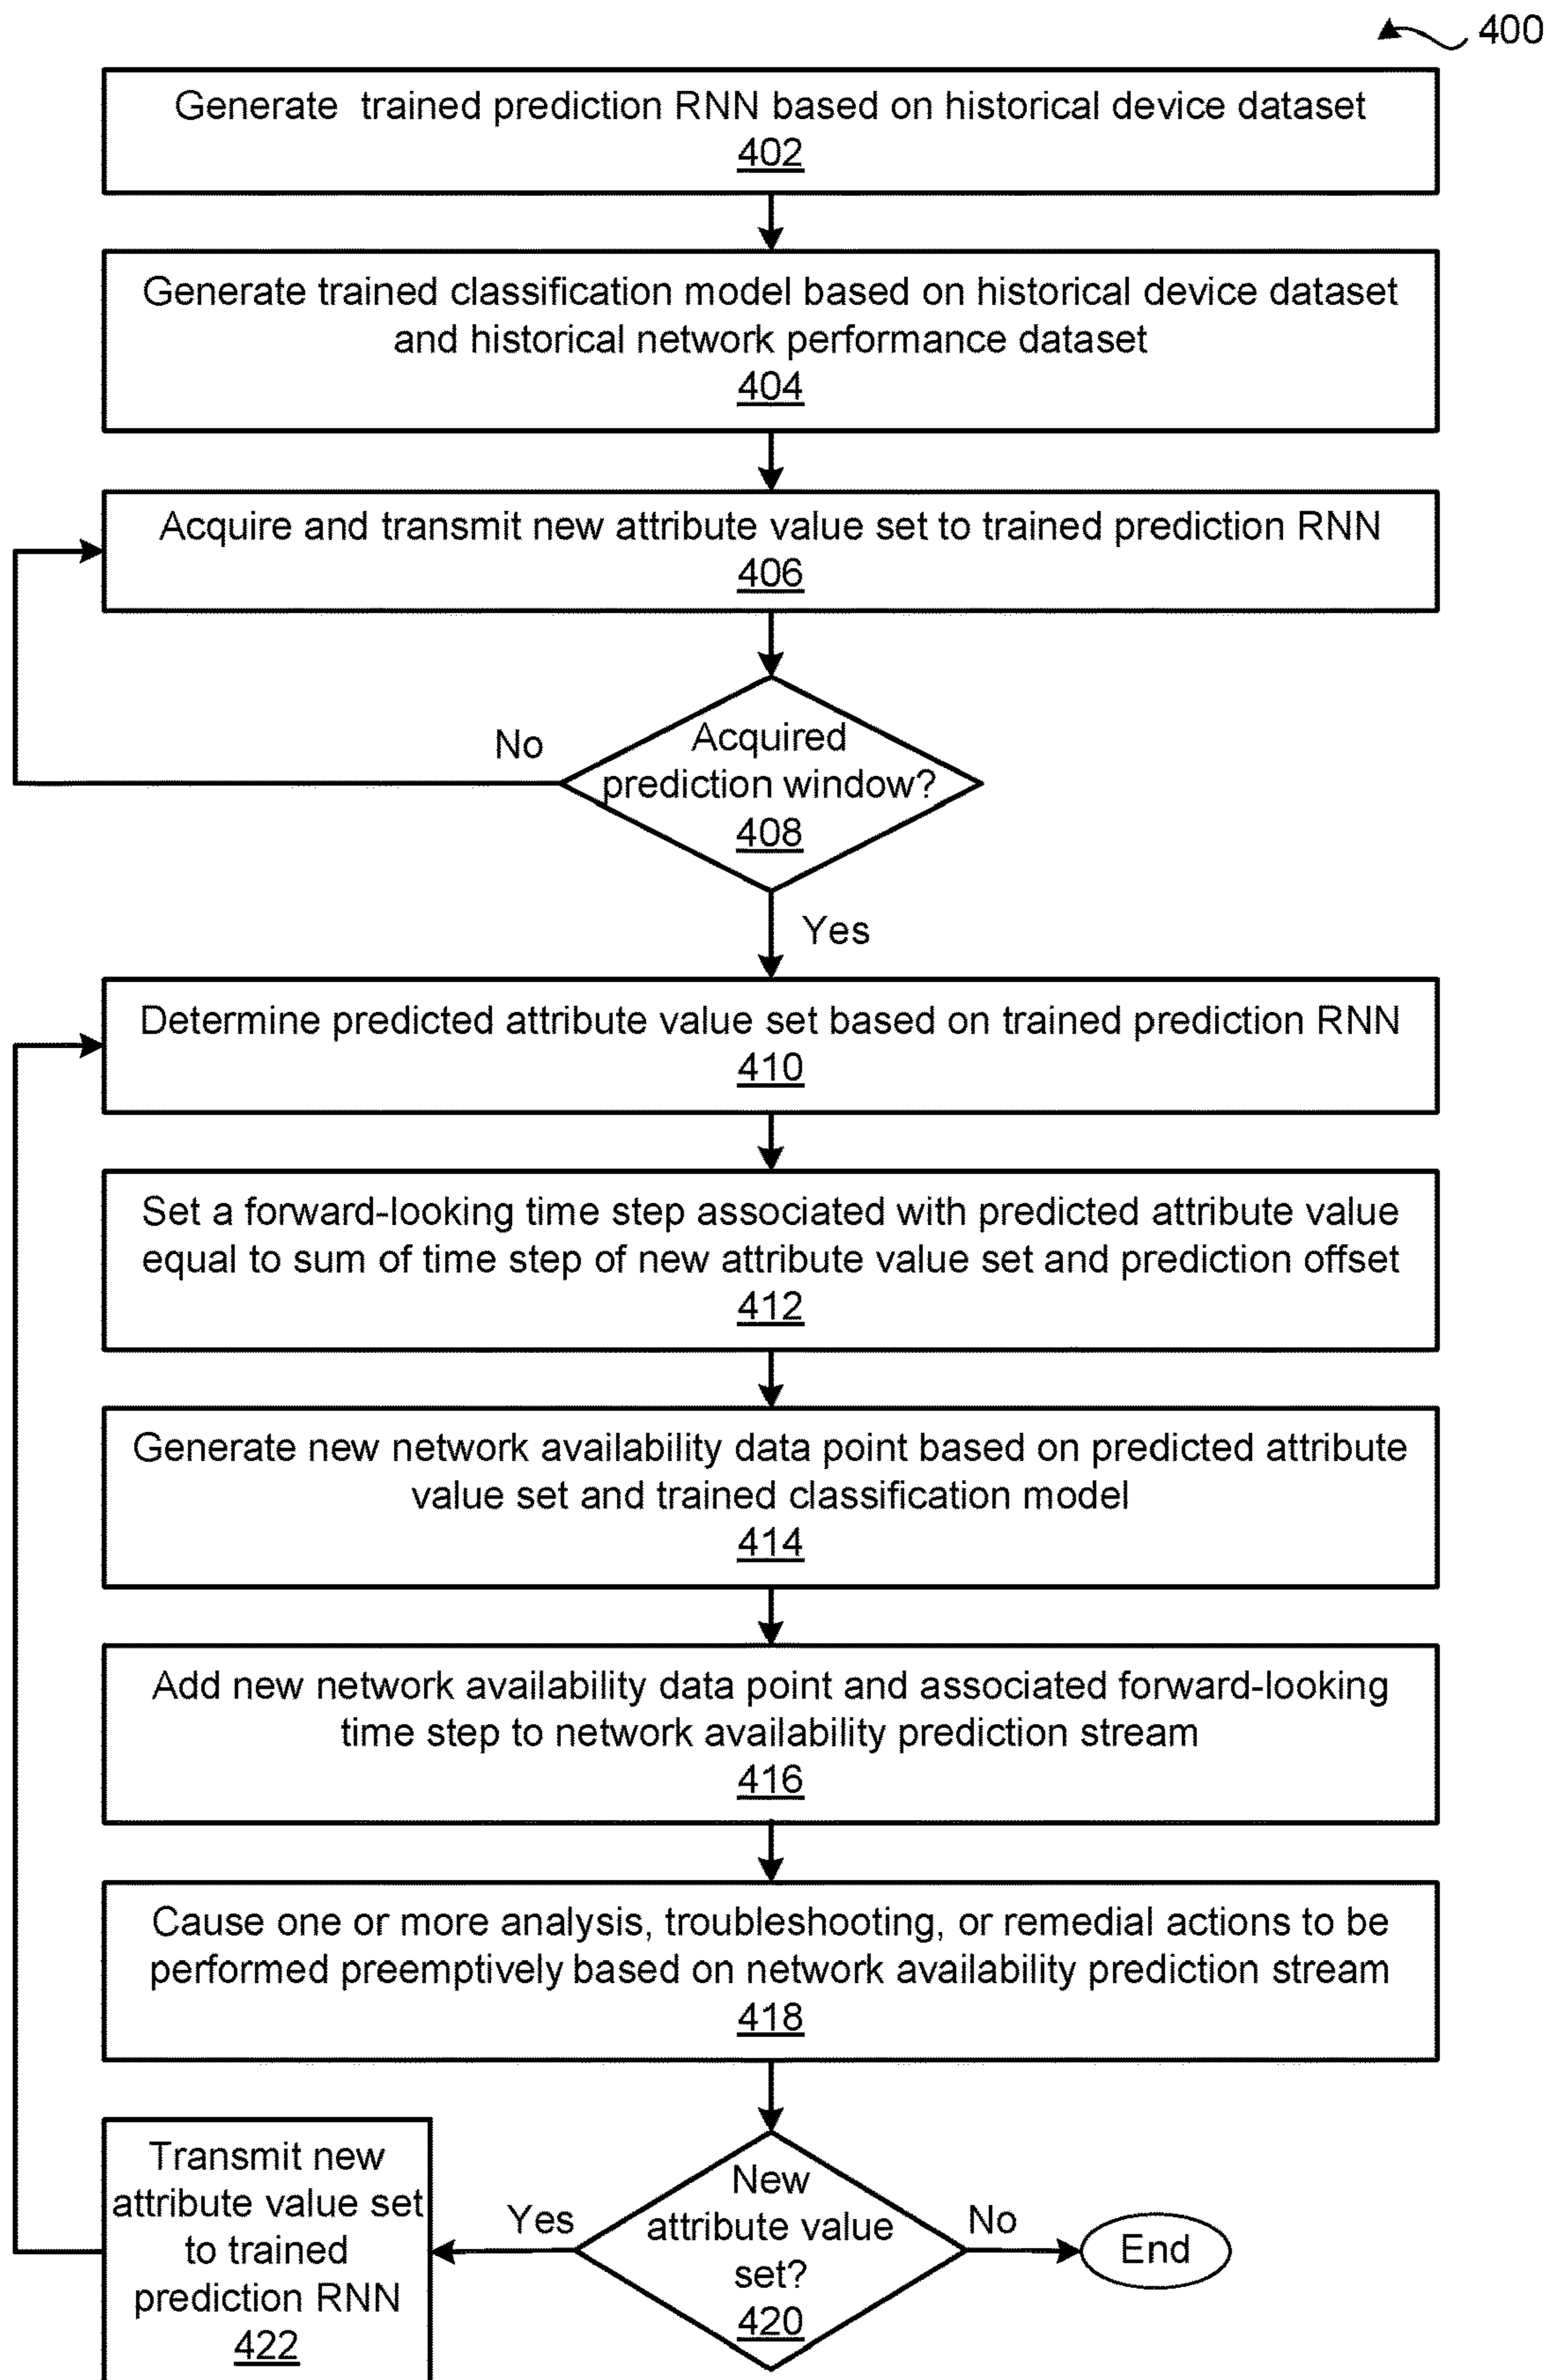 400
Generate trained prediction RNN based on historical device dataset
402
Generate trained classification model based on historical device dataset
and historical network performance dataset
404
Acquire and transmit new attribute value set to trained prediction RNN
406
No
Acquired
prediction window?
408
Yes
Determine predicted attribute value set based on trained prediction RNN
410
Set a forward-looking time step associated with predicted attribute value
equal to sum of time step of new attribute value set and prediction offset
412
Generate new network availability data point based on predicted attribute
value set and trained classification model
414
Add new network availability data point and associated forward-looking
time step to network availability prediction stream
416
Cause one or more analysis, troubleshooting, or remedial actions to be
performed preemptively based on network availability prediction stream
418
Transmit new
attribute value set
to trained
prediction RNN
422
Yes
New
attribute value
set?
420
No
End